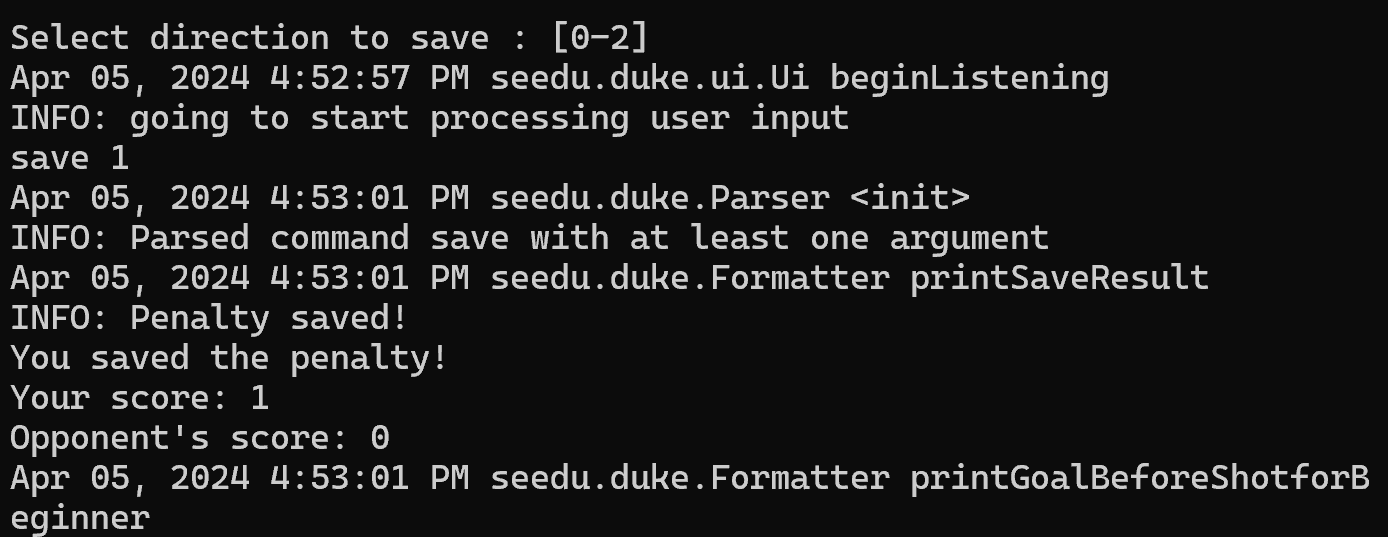 Select direction to save : [0-2]
Apr 05, 2024 4:52:57 PM seedu.duke.ui.Ui beginListening
INFO: going to start processing user input
save 1
Apr 05, 2024 4:53:01 PM seedu.duke.Parser <init>
INFO: Parsed command save with at least one argument
Apr 05, 2024 4:53:01 PM seedu.duke.Formatter printSaveResult
INFO: Penalty saved!
You saved the penalty!
Your score: 1
Opponent's score: 0
Apr 05, 2024 4:53:01 PM seedu.duke.Formatter printGoalBeforeShotforB
eginner